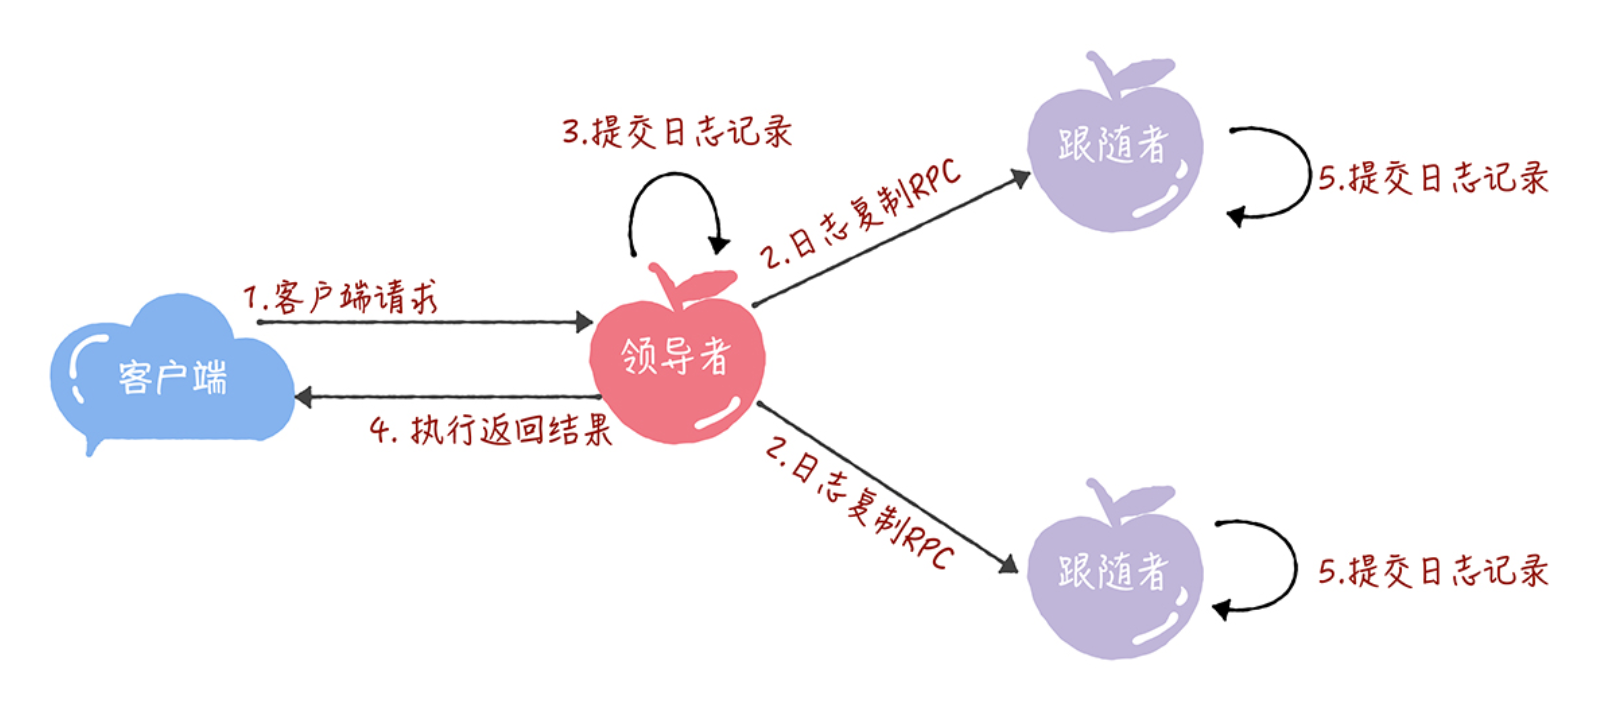 跟随者
3.提交日志记录
2.日志复制RPC
5.提交日志记录
1.客户端请求
领导者
客户端
4. 执行返回结果
2.日志复制RPC
跟随者
5.提交日志记录